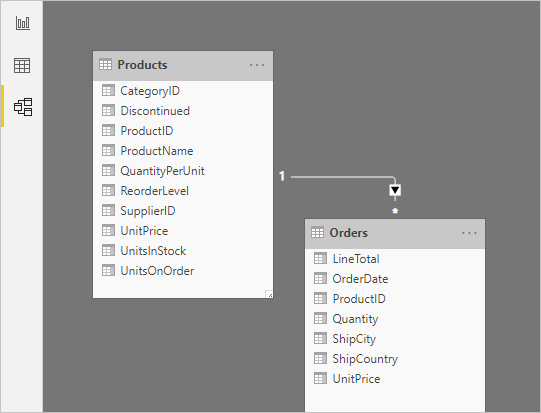 Products
CategoryID
Discontinued
ProductID
ProductName
QuantityPerUnit
ReorderLevel
SupplierID
UnitPrice
UnitsInStock
UnitsOnOrder
1
*
Orders
LineTotal
OrderDate
ProductID
Quantity
ShipCity
ShipCountry
UnitPrice